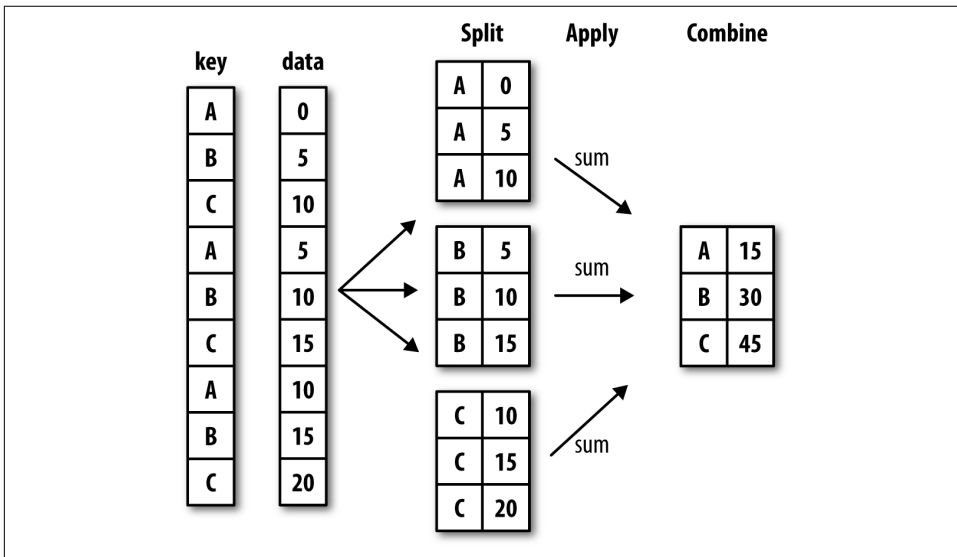 Split Apply Combine
key data
A 0
B 5
C 10
A 5
B 10
C 15
A 10
B 15
C 20
A 0
A 5
A 10
B 5
B 10
B 15
C 10
C 15
C 20
sum
sum
sum
A 15
B 30
C 45